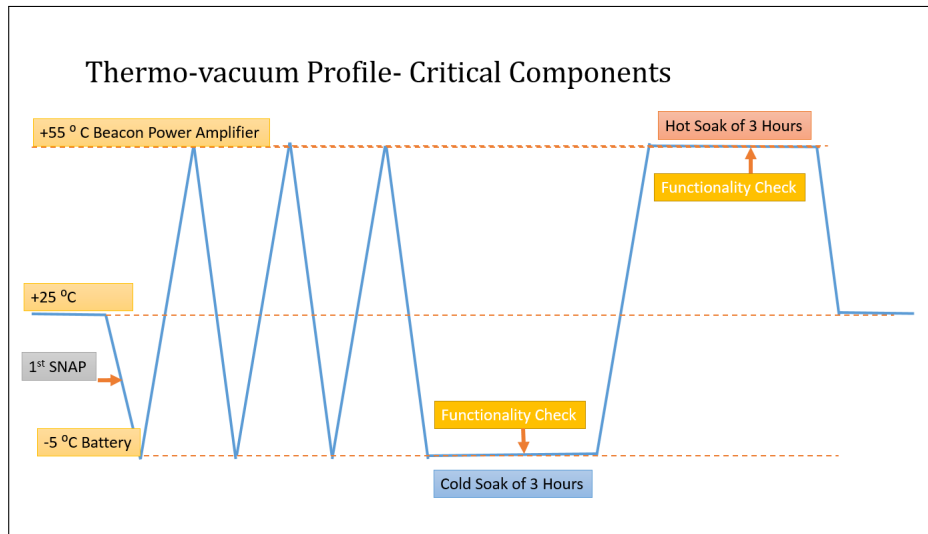 Thermo-vacuum Profile- Critical Components
+55 ⁰ C Beacon Power Amplifier
Hot Soak of 3 Hours
Functionality Check
+25 ⁰C
1st SNAP
Functionality Check
-5 ⁰C Battery
Cold Soak of 3 Hours